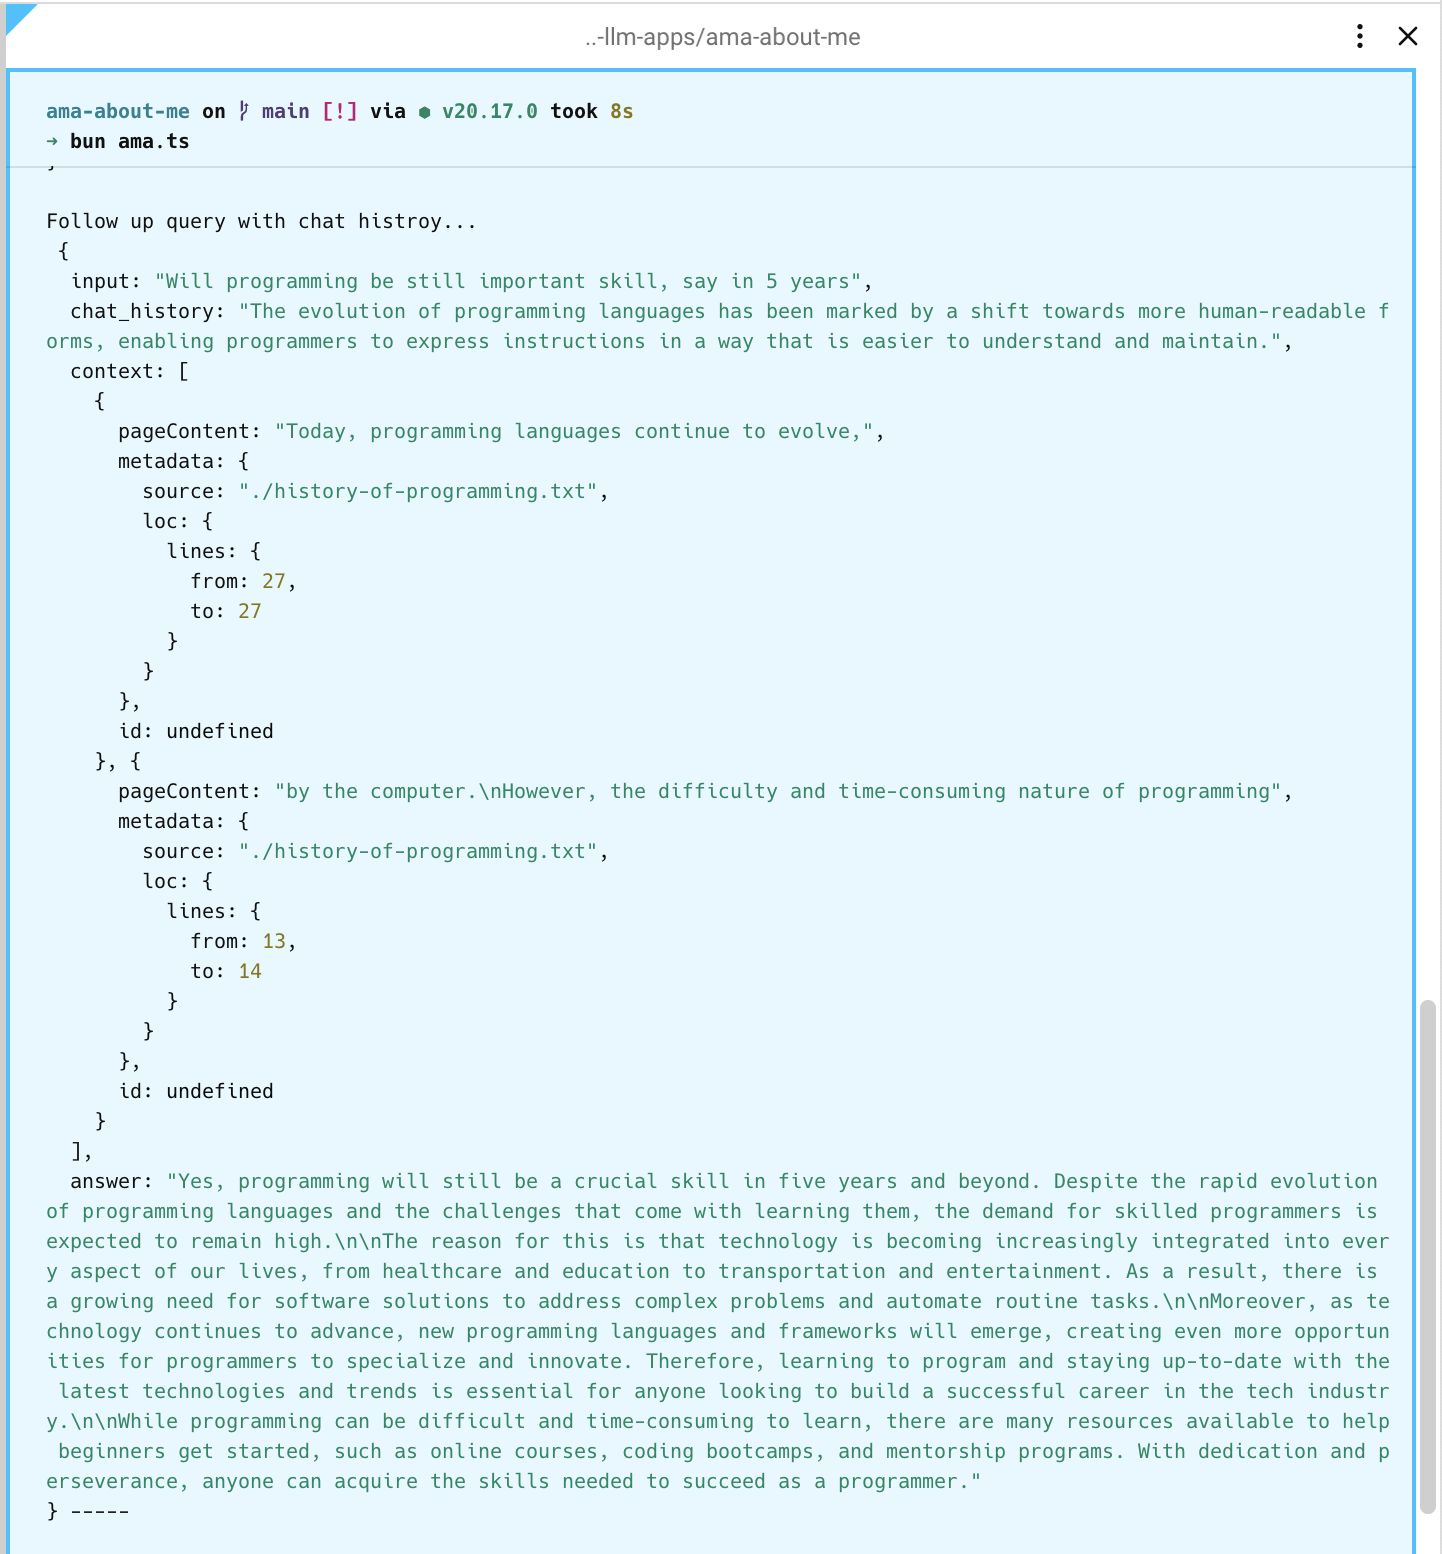 ..-llm-apps/ama-about-me
ama-about-me on main [!] via ⬢ v20.17.0 took 8s
→ bun ama.ts
}
Follow up query with chat histroy...
{
input: "Will programming be still important skill, say in 5 years",
chat_history: "The evolution of programming languages has been marked by a shift towards more human-readable f
orms, enabling programmers to express instructions in a way that is easier to understand and maintain.",
context: [
{
pageContent: "Today, programming languages continue to evolve,",
metadata: {
source: "./history-of-programming.txt",
loc: {
lines: {
from: 27,
to: 27
}
}
},
id: undefined
}, {
pageContent: "by the computer.\nHowever, the difficulty and time-consuming nature of programming",
metadata: {
source: "./history-of-programming.txt",
loc: {
lines: {
from: 13,
to: 14
}
}
},
id: undefined
}
],
answer: "Yes, programming will still be a crucial skill in five years and beyond. Despite the rapid evolution
of programming languages and the challenges that come with learning them, the demand for skilled programmers is
expected to remain high.\n\nThe reason for this is that technology is becoming increasingly integrated into ever
y aspect of our lives, from healthcare and education to transportation and entertainment. As a result, there is
a growing need for software solutions to address complex problems and automate routine tasks.\n\nMoreover, as te
chnology continues to advance, new programming languages and frameworks will emerge, creating even more opportun
ities for programmers to specialize and innovate. Therefore, learning to program and staying up-to-date with the
latest technologies and trends is essential for anyone looking to build a successful career in the tech industr
y.\n\nWhile programming can be difficult and time-consuming to learn, there are many resources available to help
beginners get started, such as online courses, coding bootcamps, and mentorship programs. With dedication and p
erseverance, anyone can acquire the skills needed to succeed as a programmer."
} -----